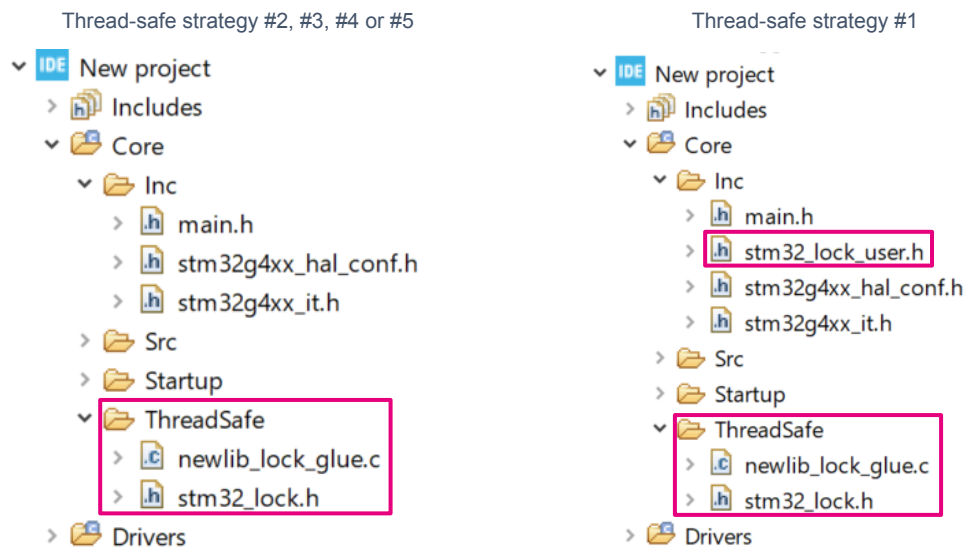 Thread-safe strategy #2, #3, #4 or #5
IDE New project
Includes
Core
Inc
main.h
stm32g4xx_hal_conf.h
stm32g4xx_it.h
Src
Startup
ThreadSafe
newlib_lock_glue.c
stm32_lock.h
Drivers
Thread-safe strategy #1
IDE New project
Includes
Core
Inc
main.h
stm32_lock_user.h
stm32g4xx_hal_conf.h
stm32g4xx_it.h
Src
Startup
ThreadSafe
newlib_lock_glue.c
stm32_lock.h
Drivers